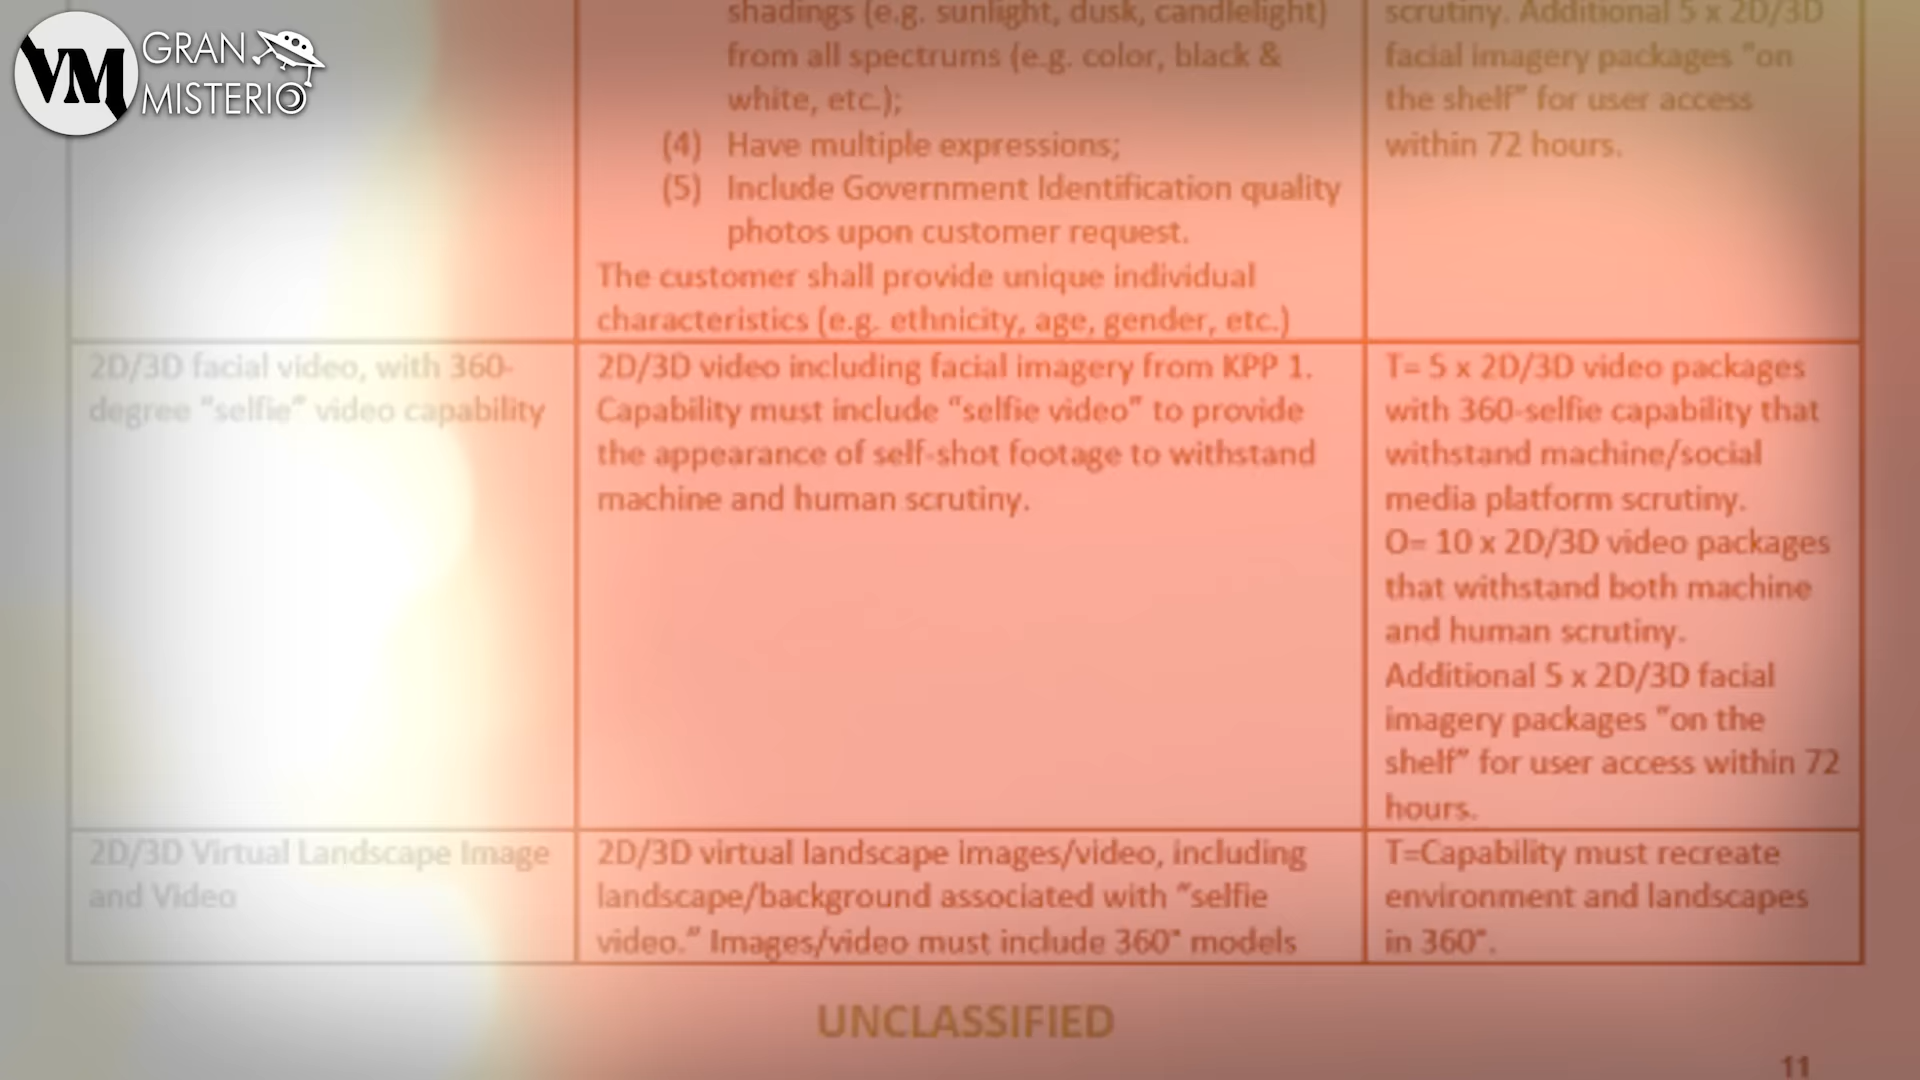 VM GRAN
MISTERIO
shadings (e.g. sunlight, dusk, candlelight)
from all spectrums (e.g. color, black &
white, etc.);
(4) Have multiple expressions;
(5) Include Government Identification quality
photos upon customer request.
The customer shall provide unique individual
characteristics (e.g. ethnicity, age, gender, etc.)
scrutiny. Additional 5 x 2D/3D
facial imagery packages "on
the shelf" for user access
within 72 hours.
2D/3D facial video, with 360-
degree "selfie" video capability
2D/3D video including facial imagery from KPP 1.
Capability must include "selfie video" to provide
the appearance of self-shot footage to withstand
machine and human scrutiny.
T= 5 x 2D/3D video packages
with 360-selfie capability that
withstand machine/social
media platform scrutiny.
O= 10 x 2D/3D video packages
that withstand both machine
and human scrutiny.
Additional 5 x 2D/3D facial
imagery packages "on the
shelf" for user access within 72
hours.
2D/3D Virtual Landscape Image
and Video
2D/3D virtual landscape images/video, including
landscape/background associated with "selfie
video." Images/video must include 360° models
T=Capability must recreate
environment and landscapes
in 360°.
UNCLASSIFIED
11